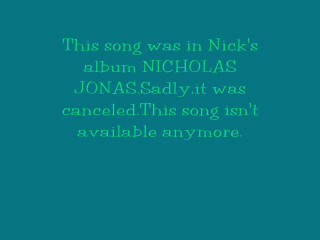 This song was in Nick's
album NICHOLAS
JONAS.Sadly,it was
canceled.This song isn't
available anymore.